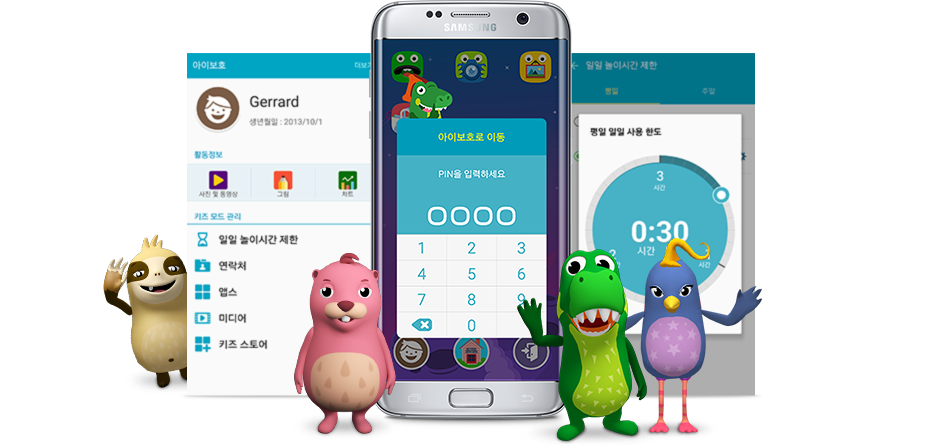 아이보호
더보기
Gerrard
생년월일 : 2013/10/1
활동정보
사진 및 동영상
그림
차트
키즈 모드 관리
일일 놀이시간 제한
연락처
앱스
미디어
키즈 스토어
SAMSUNG
아이보호로 이동
PIN을 입력하세요
1 2 3
4 5 6
7 8 9
0
일일 놀이시간 제한
평일
주말
평일 일일 사용 한도
3
시간
0:30
시간
시간